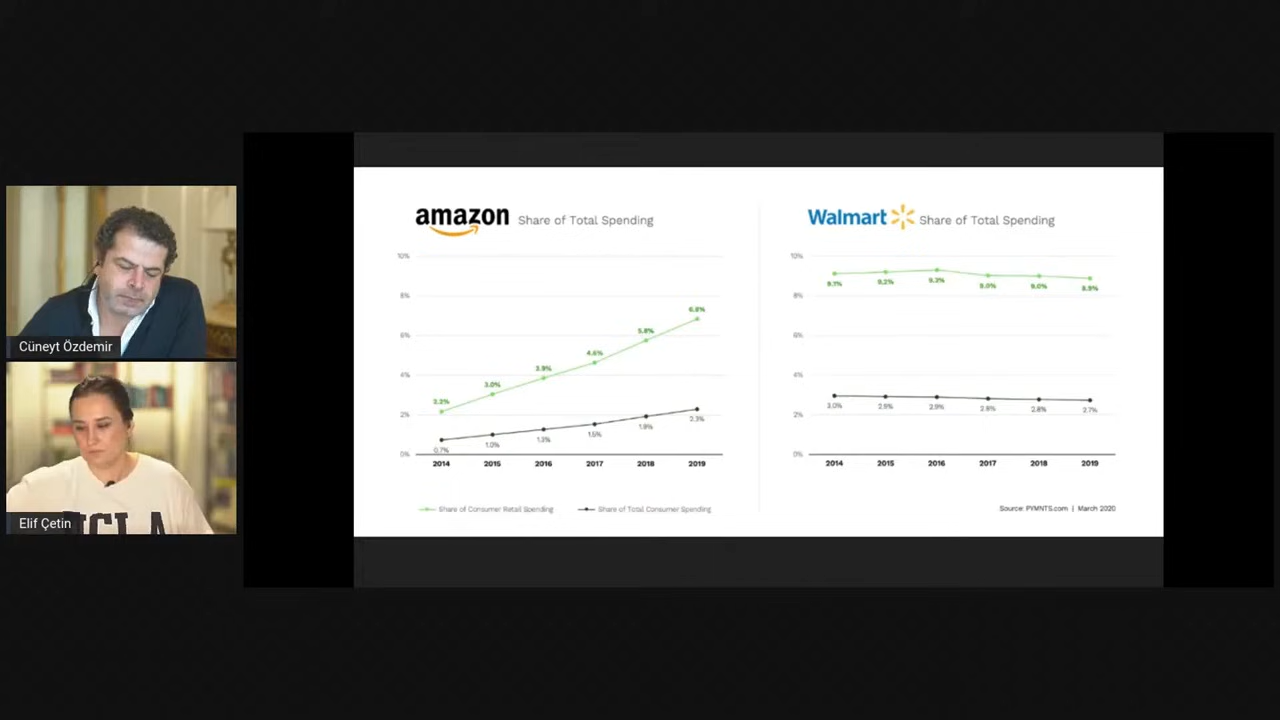 Cüneyt Özdemir
Elif Çetin
amazon Share of Total Spending
10%
8%
6%
4%
2%
0%
2.2%
3.0%
3.9%
4.6%
5.8%
6.8%
0.7%
1.0%
1.3%
1.5%
1.9%
2.3%
2014 2015 2016 2017 2018 2019
Share of Consumer Retail Spending Share of Total Consumer Spending
Walmart Share of Total Spending
10%
8%
6%
4%
2%
0%
9.1% 9.2% 9.3% 9.0% 9.0% 8.9%
3.0% 2.9% 2.9% 2.8% 2.8% 2.7%
2014 2015 2016 2017 2018 2019
Source: PYMNTS.com | March 2020